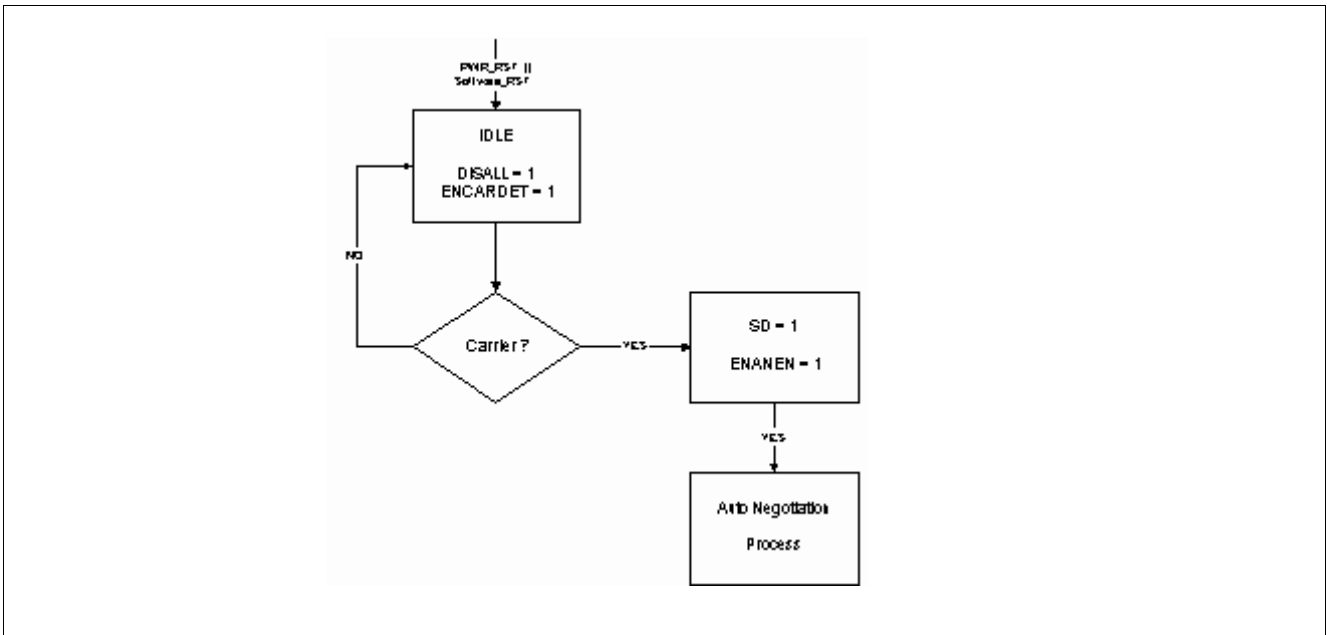 PWR_RST ||
Software_RST
IDLE
DISALL = 1
ENCARDET = 1
NO
Carrier ?
YES
SD = 1
ENANEN = 1
YES
Auto Negotiation
Process